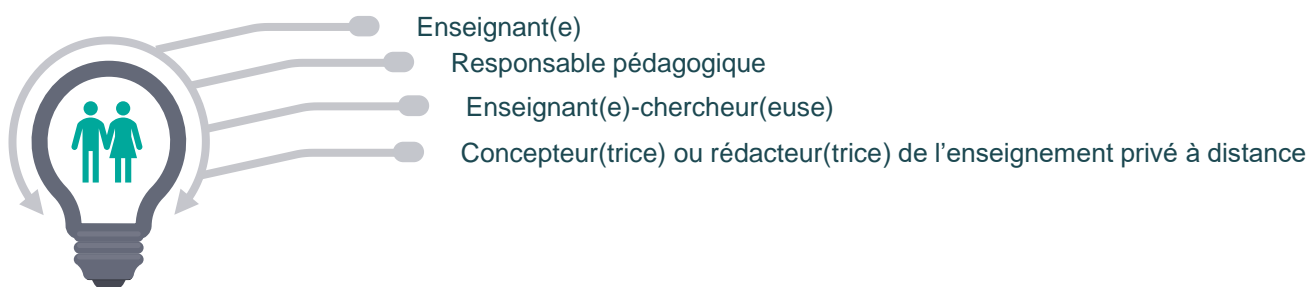 Enseignant(e)
Responsable pédagogique
Enseignant(e)-chercheur(euse)
Concepteur(trice) ou rédacteur(trice) de l’enseignement privé à distance